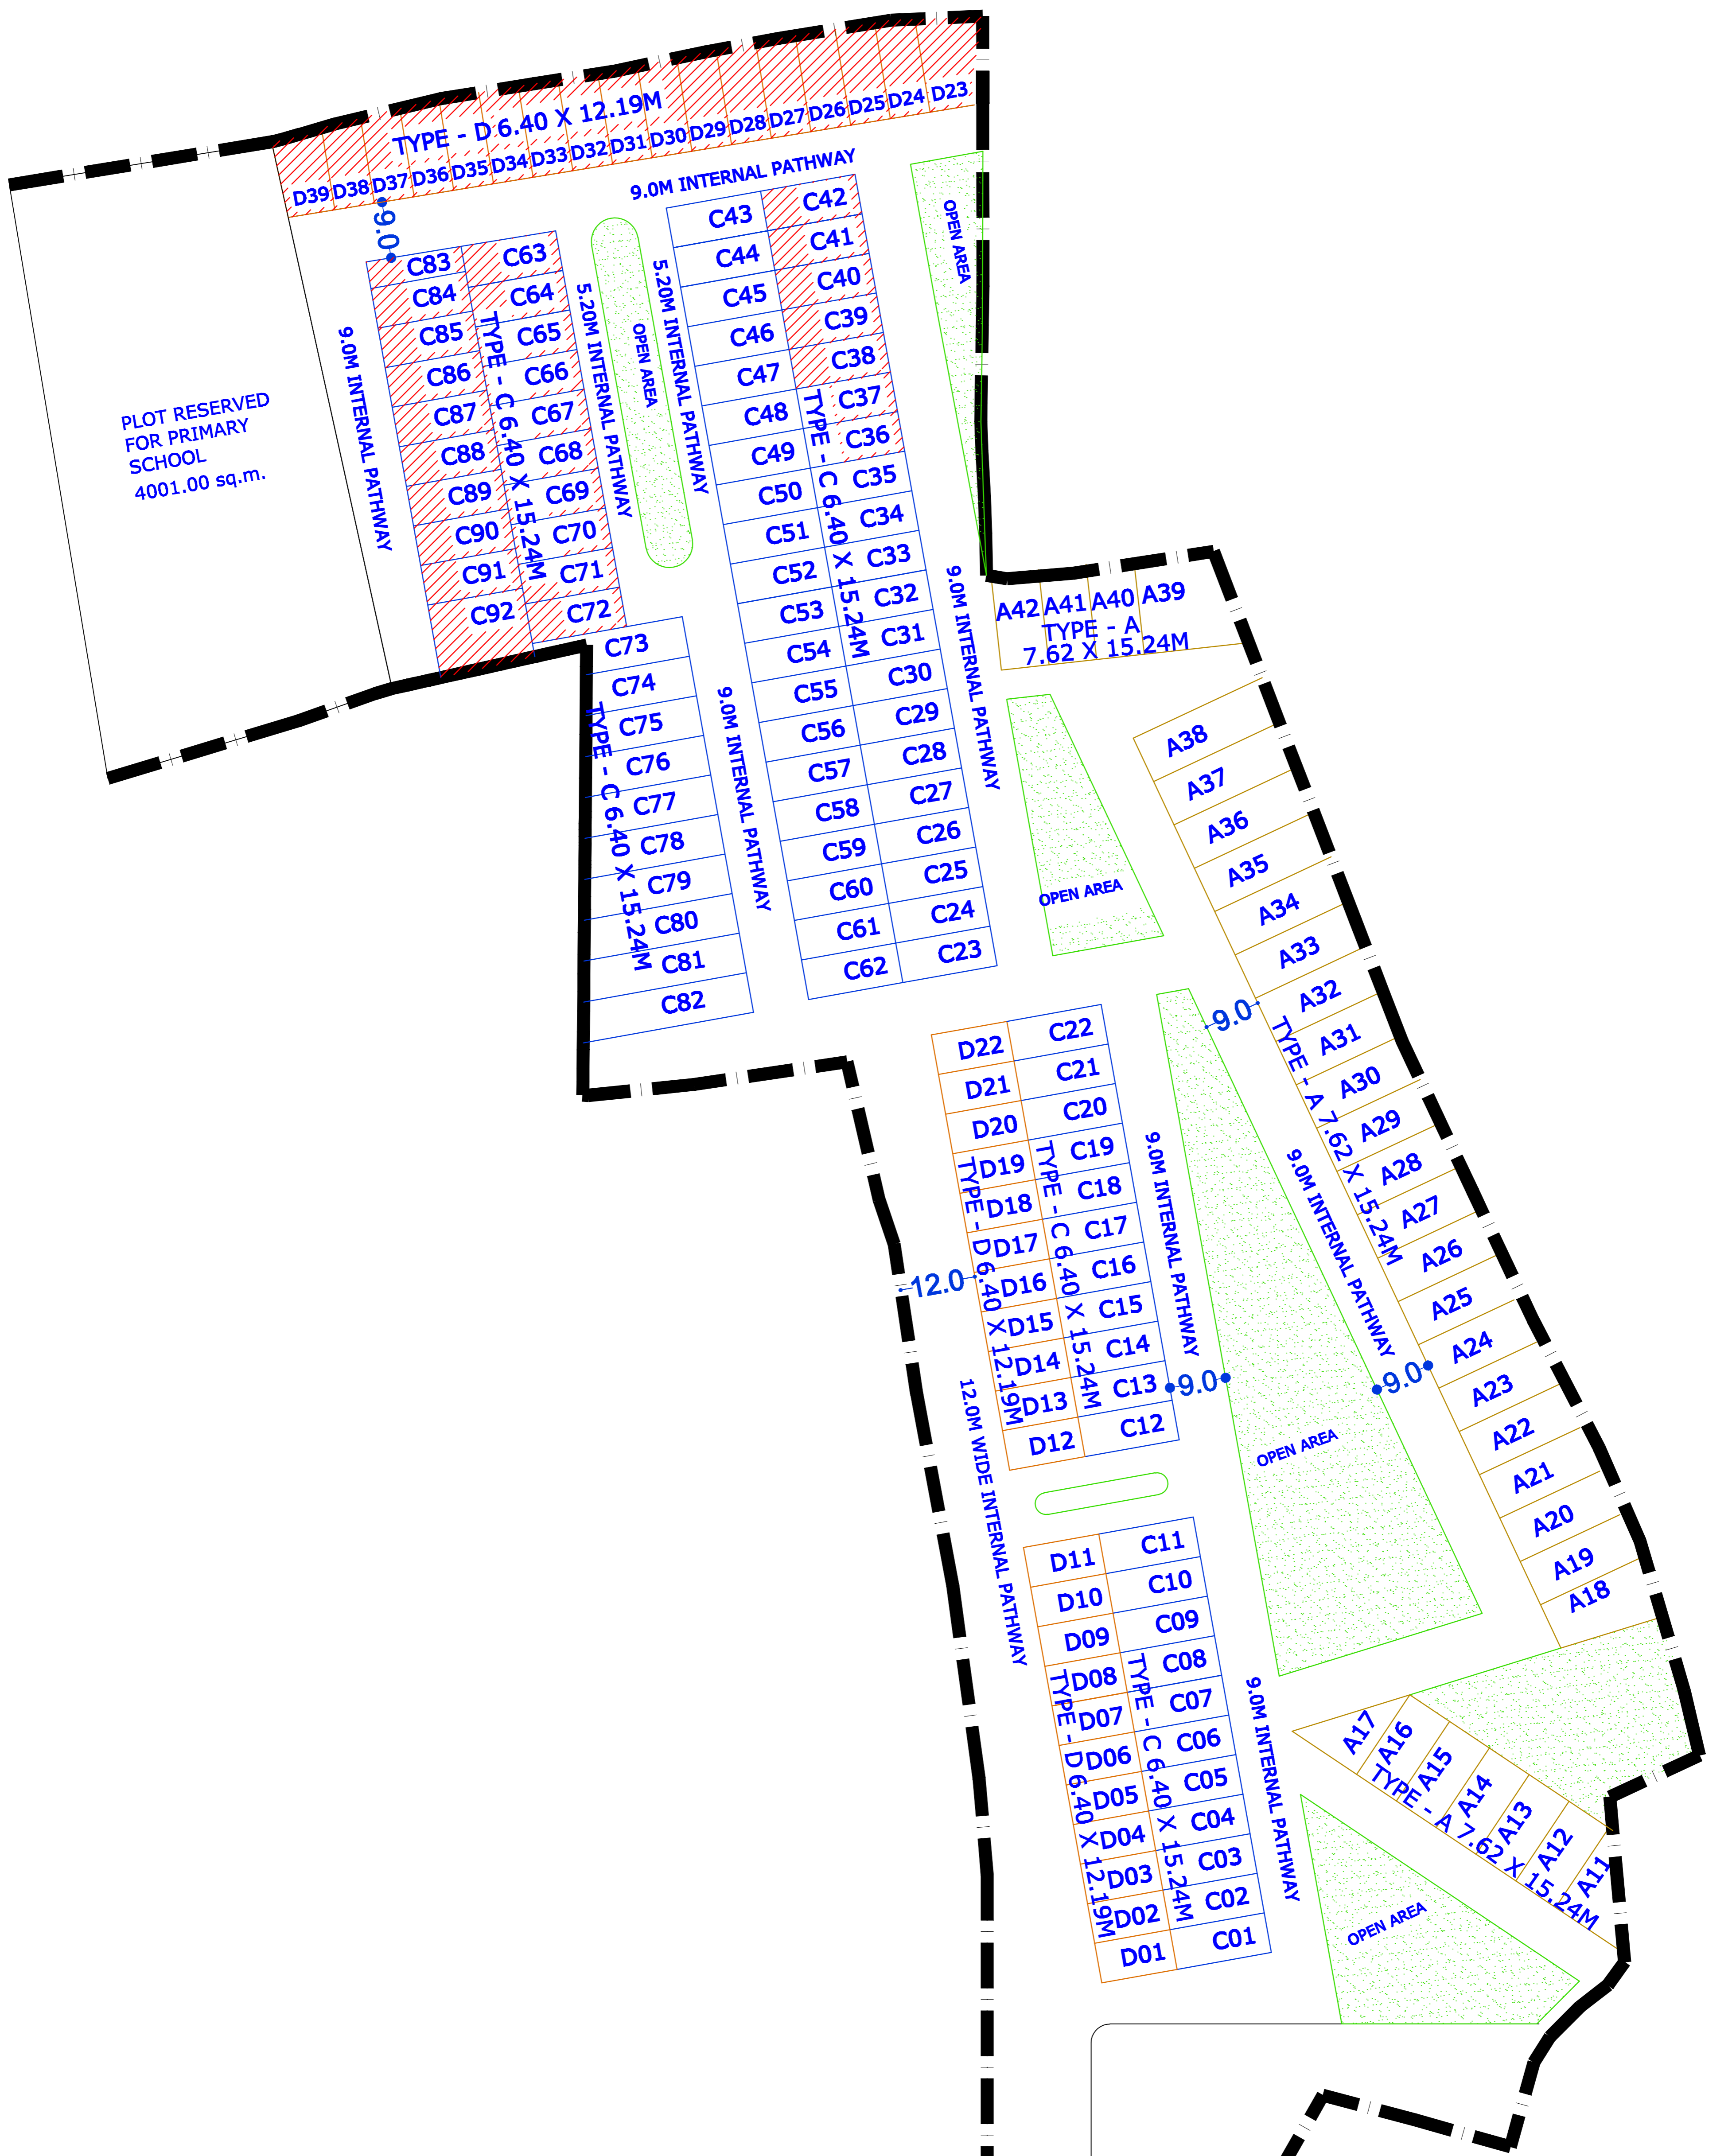 TYPE - D 6.40 X 12.19M
D39
D38
D37
D36
D35
D34
D33
D32
D31
D30
D29
D28
D27
D26
D25
D24
D23
9.0M INTERNAL PATHWAY
9.0
PLOT RESERVED
FOR PRIMARY
SCHOOL
4001.00 sq.m.
9.0M INTERNAL PATHWAY
C83
C84
C85
C86
C87
C88
C89
C90
C91
C92
TYPE - C 6.40 X 15.24M
C63
C64
C65
C66
C67
C68
C69
C70
C71
C72
5.20M INTERNAL PATHWAY
OPEN AREA
5.20M INTERNAL PATHWAY
C43
C44
C45
C46
C47
C48
C49
C50
C51
C52
C53
C54
C55
C56
C57
C58
C59
C60
C61
C62
TYPE - C 6.40 X 15.24M
C42
C41
C40
C39
C38
C37
C36
C35
C34
C33
C32
C31
C30
C29
C28
C27
C26
C25
C24
C23
OPEN AREA
9.0M INTERNAL PATHWAY
C73
C74
C75
C76
C77
C78
C79
C80
C81
C82
TYPE - C 6.40 X 15.24M
9.0M INTERNAL PATHWAY
A42
A41
A40
A39
TYPE - A
7.62 X 15.24M
OPEN AREA
A38
A37
A36
A35
A34
A33
A32
A31
A30
A29
A28
A27
A26
A25
A24
A23
A22
A21
A20
A19
A18
TYPE - A 7.62 X 15.24M
9.0
9.0M INTERNAL PATHWAY
9.0
D22
D21
D20
D19
D18
D17
D16
D15
D14
D13
D12
TYPE - D 6.40 X 12.19M
C22
C21
C20
C19
C18
C17
C16
C15
C14
C13
C12
TYPE - C 6.40 X 15.24M
9.0M INTERNAL PATHWAY
9.0
12.0
12.0M WIDE INTERNAL PATHWAY
OPEN AREA
D11
D10
D09
D08
D07
D06
D05
D04
D03
D02
D01
TYPE - D 6.40 X 12.19M
C11
C10
C09
C08
C07
C06
C05
C04
C03
C02
C01
TYPE - C 6.40 X 15.24M
9.0M INTERNAL PATHWAY
A17
A16
A15
A14
A13
A12
A11
TYPE - A 7.62 X 15.24M
OPEN AREA